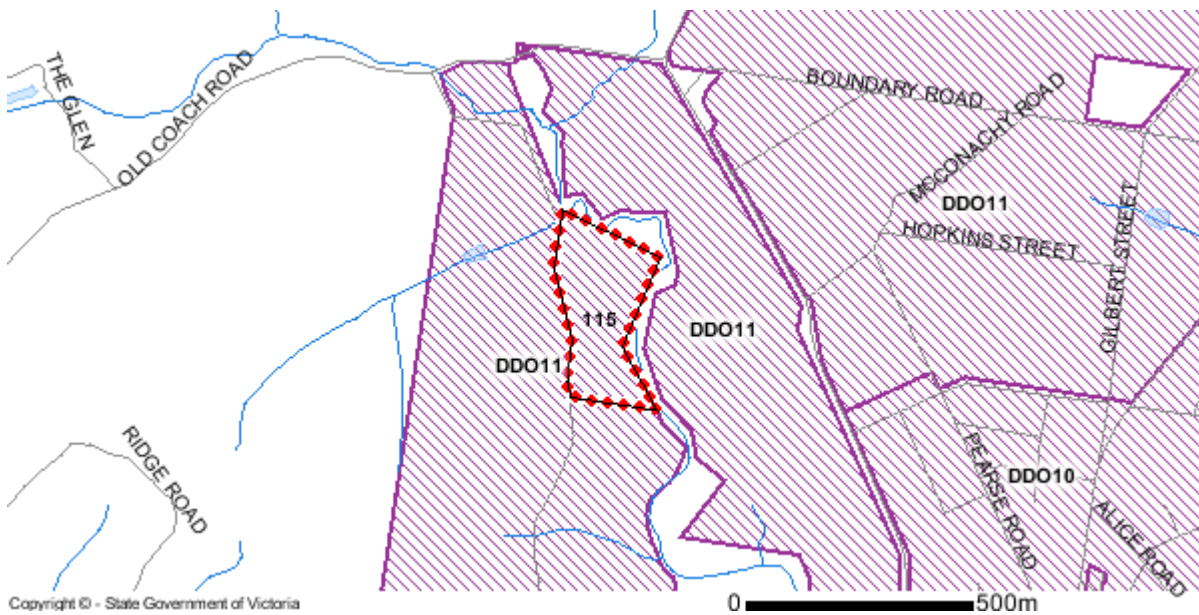 THE GLEN
OLD COACH ROAD
BOUNDARY ROAD
MCCONACHY ROAD
DDO11
HOPKINS STREET
GILBERT STREET
115
DDO11
DDO11
RIDGE ROAD
PEARSE ROAD
DDO10
ALICE ROAD
Copyright © - State Government of Victoria
0 500m